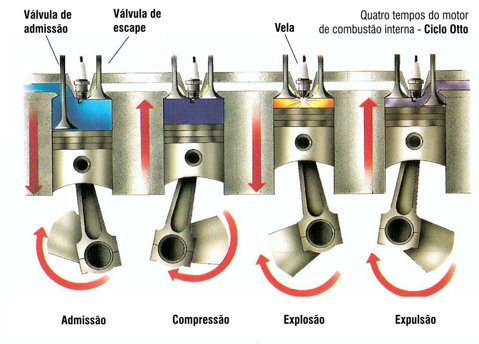 Válvula de
admissão
Válvula de
escape
Vela
Quatro tempos do motor
de combustão interna - Ciclo Otto
Admissão
Compressão
Explosão
Expulsão